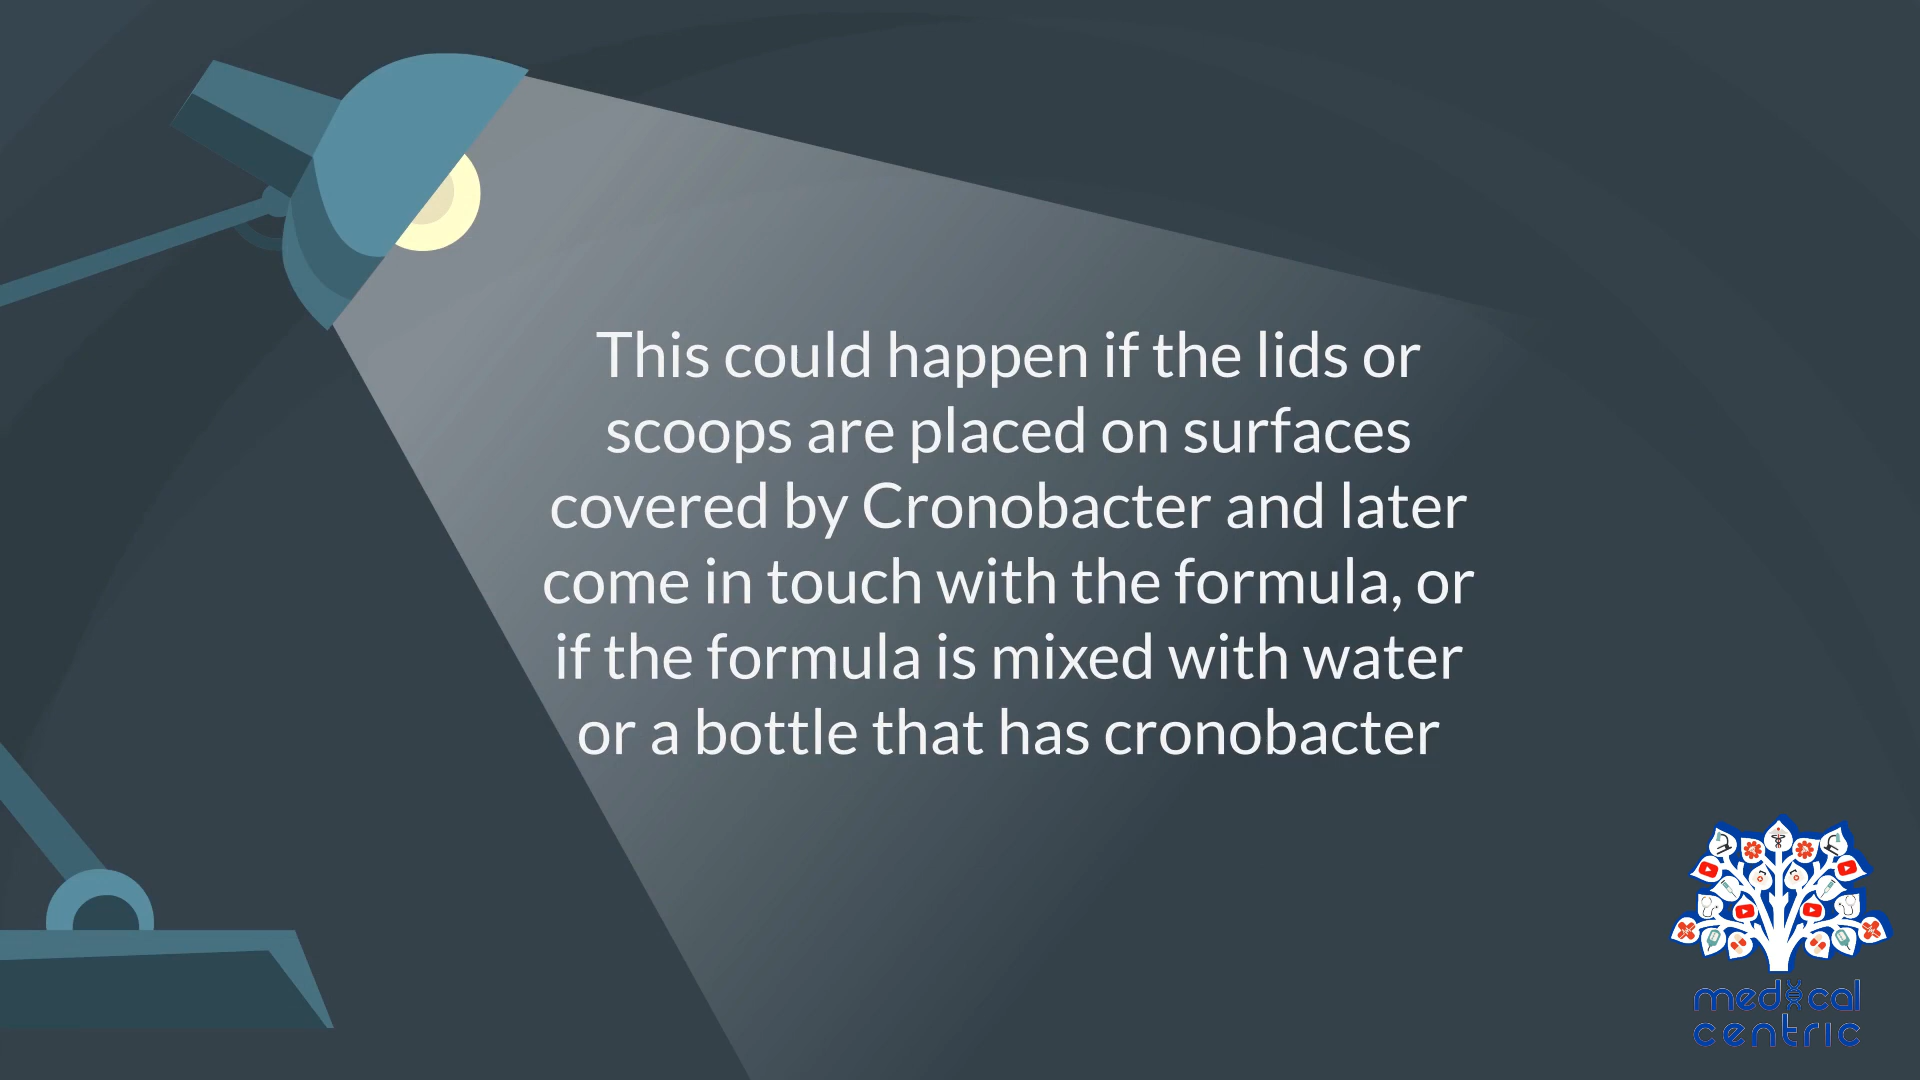 This could happen if the lids or
scoops are placed on surfaces
covered by Cronobacter and later
come in touch with the formula, or
if the formula is mixed with water
or a bottle that has cronobacter
medical
centric